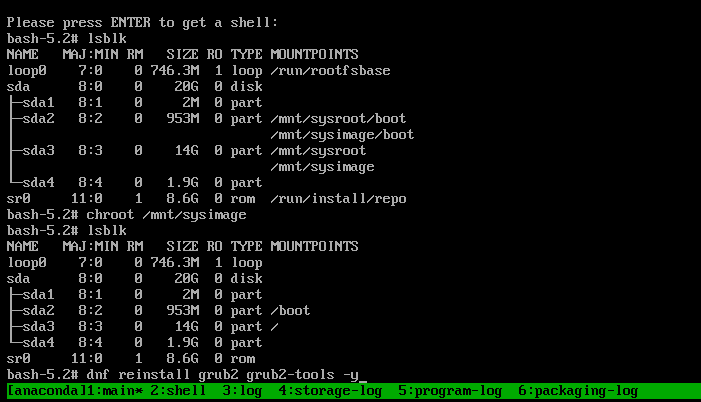 Please press ENTER to get a shell:
bash-5.2# lsblk
NAME   MAJ:MIN RM   SIZE RO TYPE MOUNTPOINTS
loop0    7:0    0 746.3M  1 loop /run/rootfsbase
sda      8:0    0    20G  0 disk
├─sda1   8:1    0     2M  0 part
├─sda2   8:2    0   953M  0 part /mnt/sysroot/boot
│                                /mnt/sysimage/boot
├─sda3   8:3    0    14G  0 part /mnt/sysroot
│                                /mnt/sysimage
└─sda4   8:4    0   1.9G  0 part
sr0     11:0    1   8.6G  0 rom  /run/install/repo
bash-5.2# chroot /mnt/sysimage
bash-5.2# lsblk
NAME   MAJ:MIN RM   SIZE RO TYPE MOUNTPOINTS
loop0    7:0    0 746.3M  1 loop
sda      8:0    0    20G  0 disk
├─sda1   8:1    0     2M  0 part
├─sda2   8:2    0   953M  0 part /boot
├─sda3   8:3    0    14G  0 part /
└─sda4   8:4    0   1.9G  0 part
sr0     11:0    1   8.6G  0 rom
bash-5.2# dnf reinstall grub2 grub2-tools -y_
[anaconda]1:main* 2:shell  3:log  4:storage-log  5:program-log  6:packaging-log